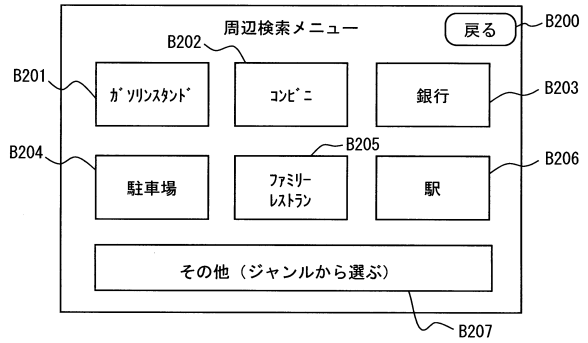 周辺検索メニュー
戻る
B200
B202
B201
ｶﾞｿﾘﾝｽﾀﾝﾄﾞ
ｺﾝﾋﾞﾆ
銀行
B203
B204
B205
B206
駐車場
ﾌｧﾐﾘｰ
ﾚｽﾄﾗﾝ
駅
その他（ジャンルから選ぶ）
B207